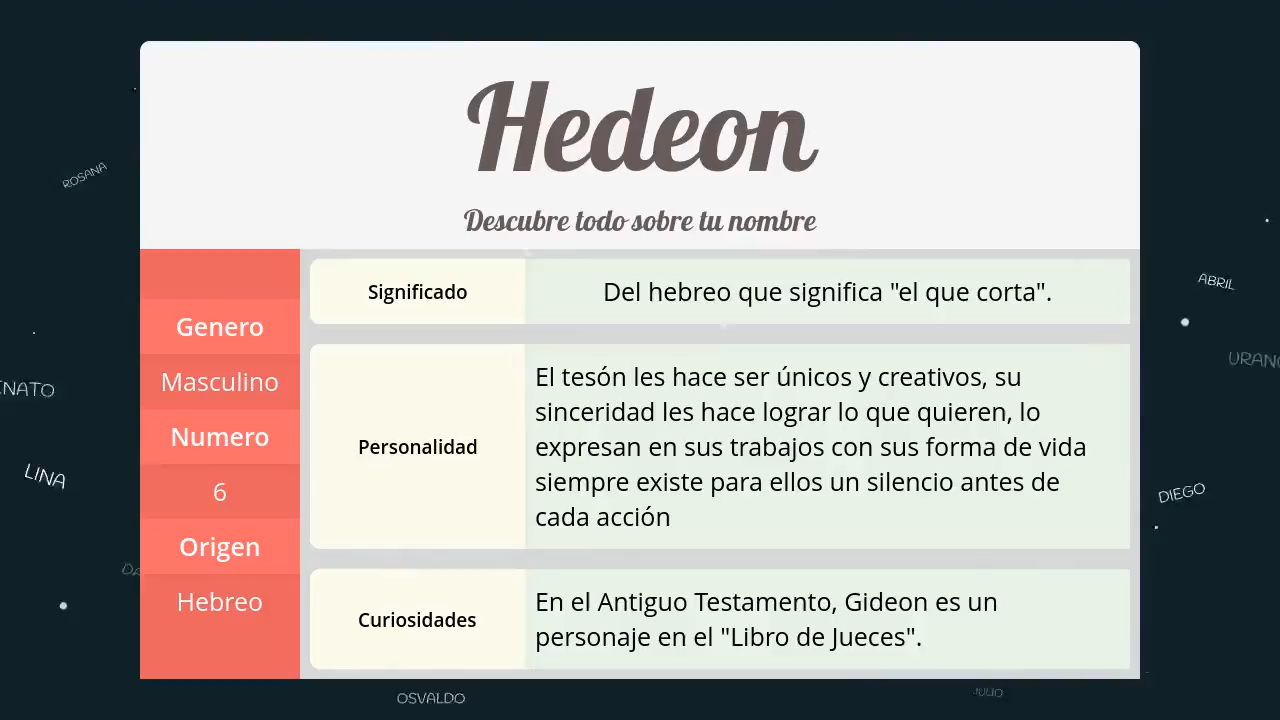 Hedeon
Descubre todo sobre tu nombre
ROSANA
ABRIL
URANO
NATO
LINA
DIEGO
Genero
Masculino
Numero
6
Origen
Hebreo
Significado
Del hebreo que significa "el que corta".
Personalidad
El tesón les hace ser únicos y creativos, su
sinceridad les hace lograr lo que quieren, lo
expresan en sus trabajos con sus forma de vida
siempre existe para ellos un silencio antes de
cada acción
Curiosidades
En el Antiguo Testamento, Gideon es un
personaje en el "Libro de Jueces".
OSVALDO
JULIO